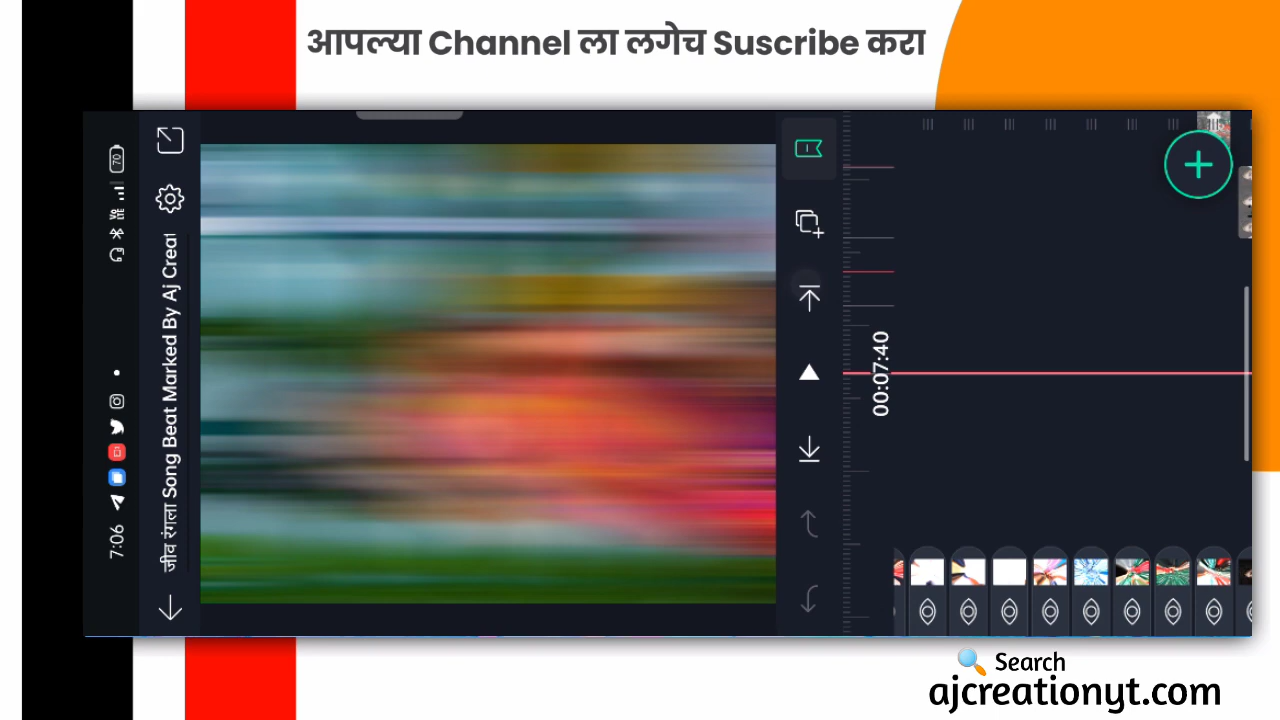 आपल्या Channel ला लगेच Suscribe करा
7:06
70
जीव रंगला Song Beat Marked By Aj Creat
00:07:40
Search
ajcreationyt.com